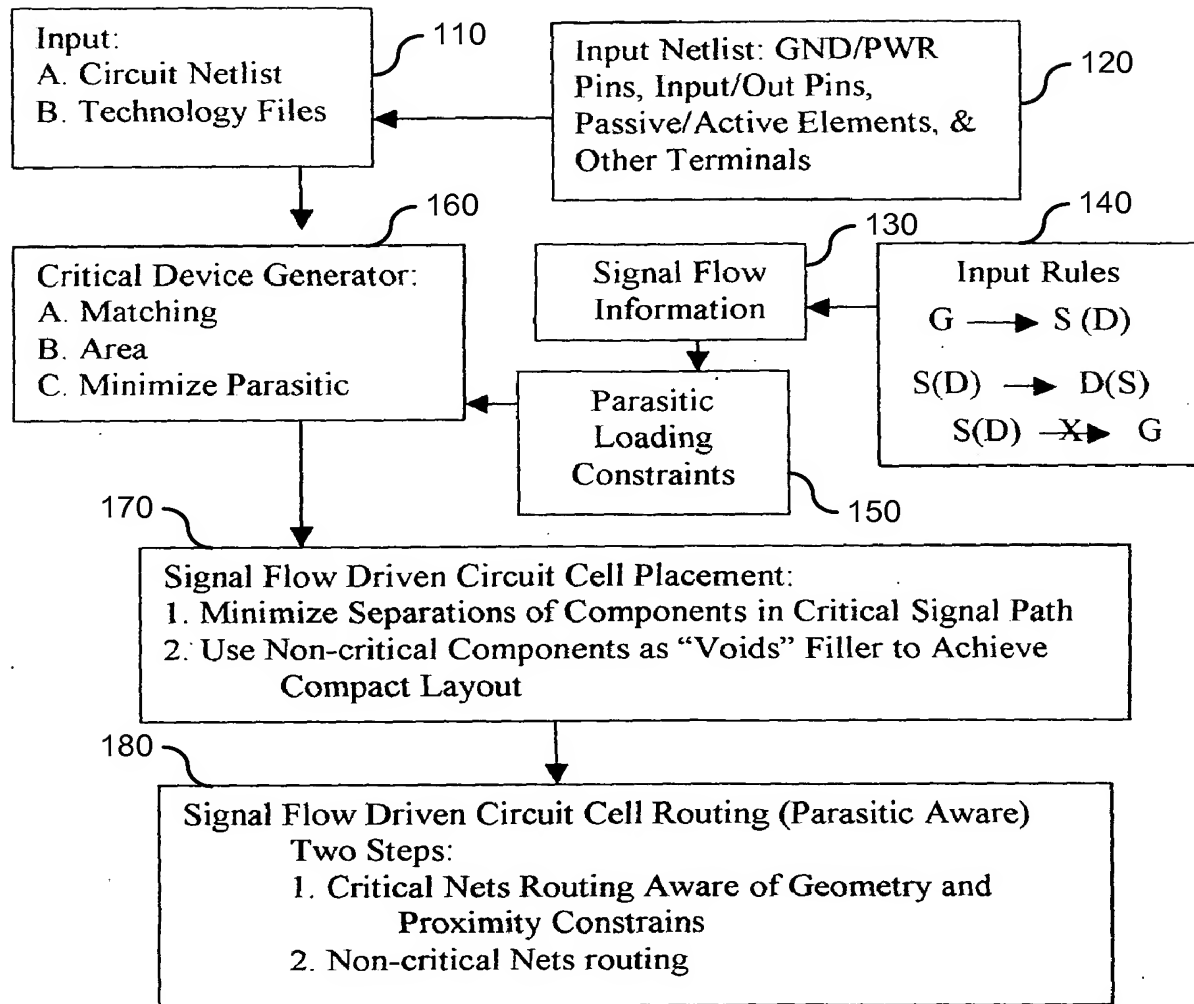 Input:
A. Circuit Netlist
B. Technology Files
110
Input Netlist: GND/PWR
Pins, Input/Out Pins,
Passive/Active Elements, &
Other Terminals
120
160
Critical Device Generator:
A. Matching
B. Area
C. Minimize Parasitic
130
Signal Flow
Information
140
Input Rules
G → S (D)
S(D) → D(S)
S(D) -X→ G
Parasitic
Loading
Constraints
150
170
Signal Flow Driven Circuit Cell Placement:
1. Minimize Separations of Components in Critical Signal Path
2. Use Non-critical Components as “Voids” Filler to Achieve
Compact Layout
180
Signal Flow Driven Circuit Cell Routing (Parasitic Aware)
Two Steps:
1. Critical Nets Routing Aware of Geometry and
Proximity Constrains
2. Non-critical Nets routing